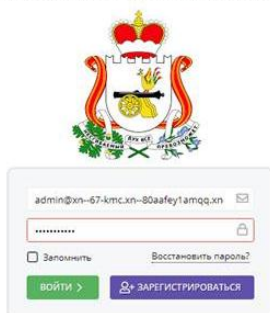 admin@xn--67-kmc.xn--80aafey1amqq.xn
Запомнить
Восстановить пароль?
ВОЙТИ
ЗАРЕГИСТРИРОВАТЬСЯ